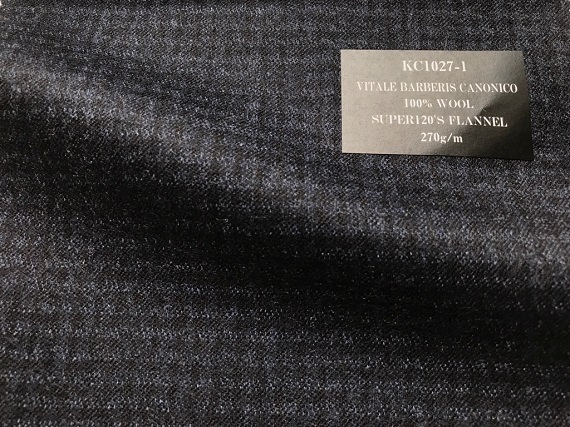 KC1027-1
VITALE BARBERIS CANONICO
100% WOOL
SUPER120'S FLANNEL
270g/m